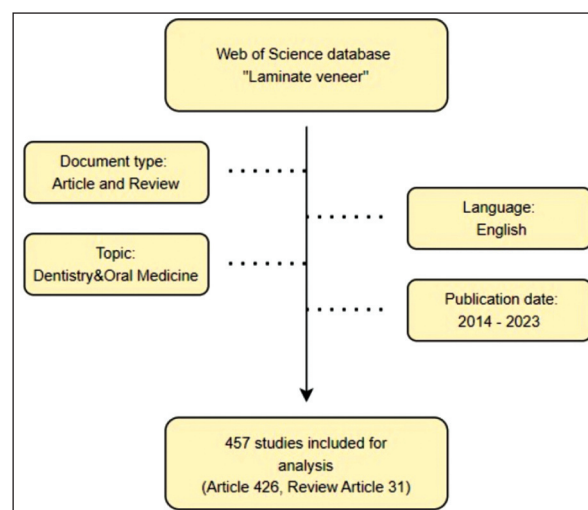 Web of Science database
"Laminate veneer"
Document type:
Article and Review
Language:
English
Topic:
Dentistry&Oral Medicine
Publication date:
2014 - 2023
457 studies included for
analysis
(Article 426, Review Article 31)